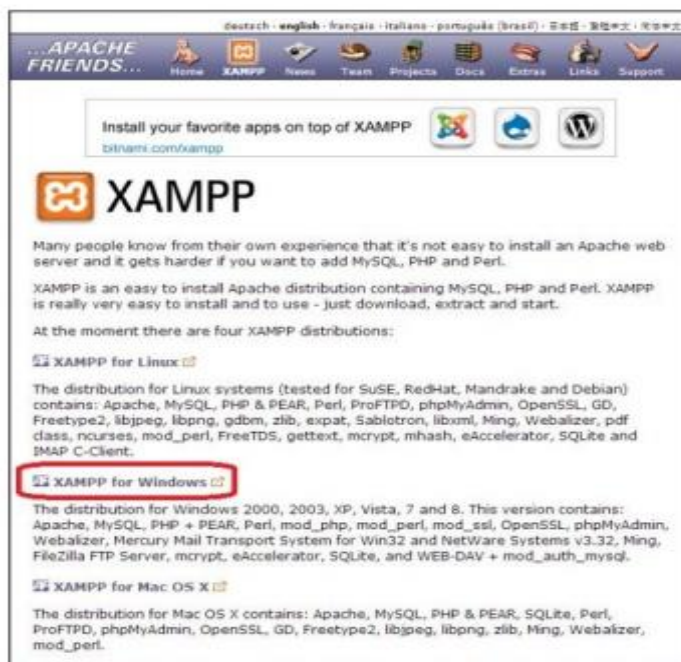 deutsch · english · français · italiano · português (brasil) · 日本語 ·
...APACHE
FRIENDS...
Home XAMPP News Team Projects Docs Extras Links Support
Install your favorite apps on top of XAMPP
bitnami.com/xampp
XAMPP
Many people know from their own experience that it's not easy to install an Apache web
server and it gets harder if you want to add MySQL, PHP and Perl.
XAMPP is an easy to install Apache distribution containing MySQL, PHP and Perl. XAMPP
is really very easy to install and to use - just download, extract and start.
At the moment there are four XAMPP distributions:
XAMPP for Linux
The distribution for Linux systems (tested for SuSE, RedHat, Mandrake and Debian)
contains: Apache, MySQL, PHP & PEAR, Perl, ProFTPD, phpMyAdmin, OpenSSL, GD,
Freetype2, libjpeg, libpng, gdbm, zlib, expat, Sablotron, libxml, Ming, Webalizer, pdf
class, ncurses, mod_perl, FreeTDS, gettext, mcrypt, mhash, eAccelerator, SQLite and
IMAP C-Client.
XAMPP for Windows
The distribution for Windows 2000, 2003, XP, Vista, 7 and 8. This version contains:
Apache, MySQL, PHP + PEAR, Perl, mod_php, mod_perl, mod_ssl, OpenSSL, phpMyAdmin,
Webalizer, Mercury Mail Transport System for Win32 and NetWare Systems v3.32, Ming,
FileZilla FTP Server, mcrypt, eAccelerator, SQLite, and WEB-DAV + mod_auth_mysql.
XAMPP for Mac OS X
The distribution for Mac OS X contains: Apache, MySQL, PHP & PEAR, SQLite, Perl,
ProFTPD, phpMyAdmin, OpenSSL, GD, Freetype2, libjpeg, libpng, zlib, Ming, Webalizer,
mod_perl.